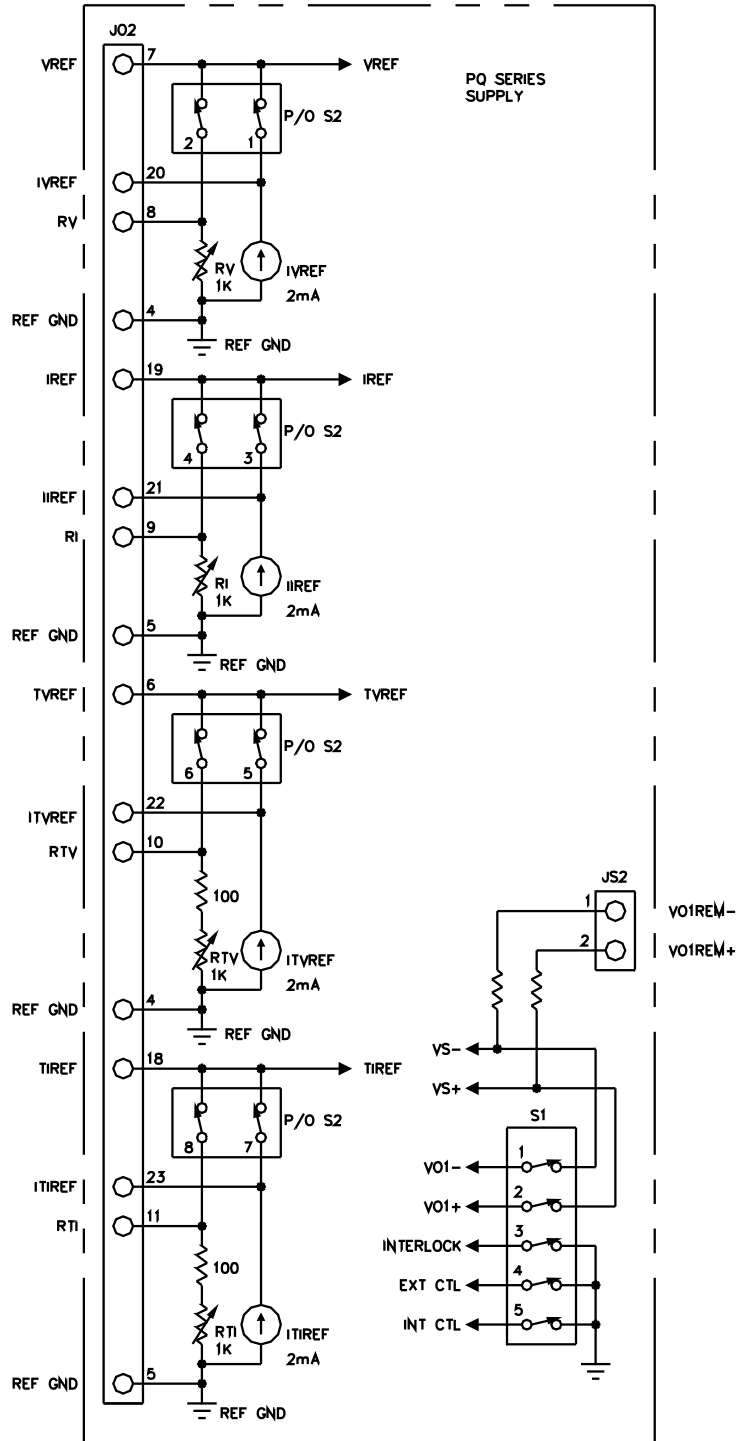 JO2
7
VREF
VREF
PQ SERIES
SUPPLY
P/O S2
2
1
20
IVREF
8
RV
RV
1K
IVREF
2mA
4
REF GND
REF GND
19
IREF
IREF
P/O S2
4
3
21
IIREF
9
RI
RI
1K
IIREF
2mA
5
REF GND
REF GND
6
TVREF
TVREF
P/O S2
6
5
22
ITVREF
10
RTV
100
RTV
1K
ITVREF
2mA
4
REF GND
REF GND
18
TIREF
TIREF
P/O S2
8
7
23
ITIREF
11
RTI
100
RTI
1K
ITIREF
2mA
5
REF GND
REF GND
JS2
1
VO1REM-
2
VO1REM+
VS-
VS+
S1
1
VO1-
2
VO1+
3
INTERLOCK
4
EXT CTL
5
INT CTL